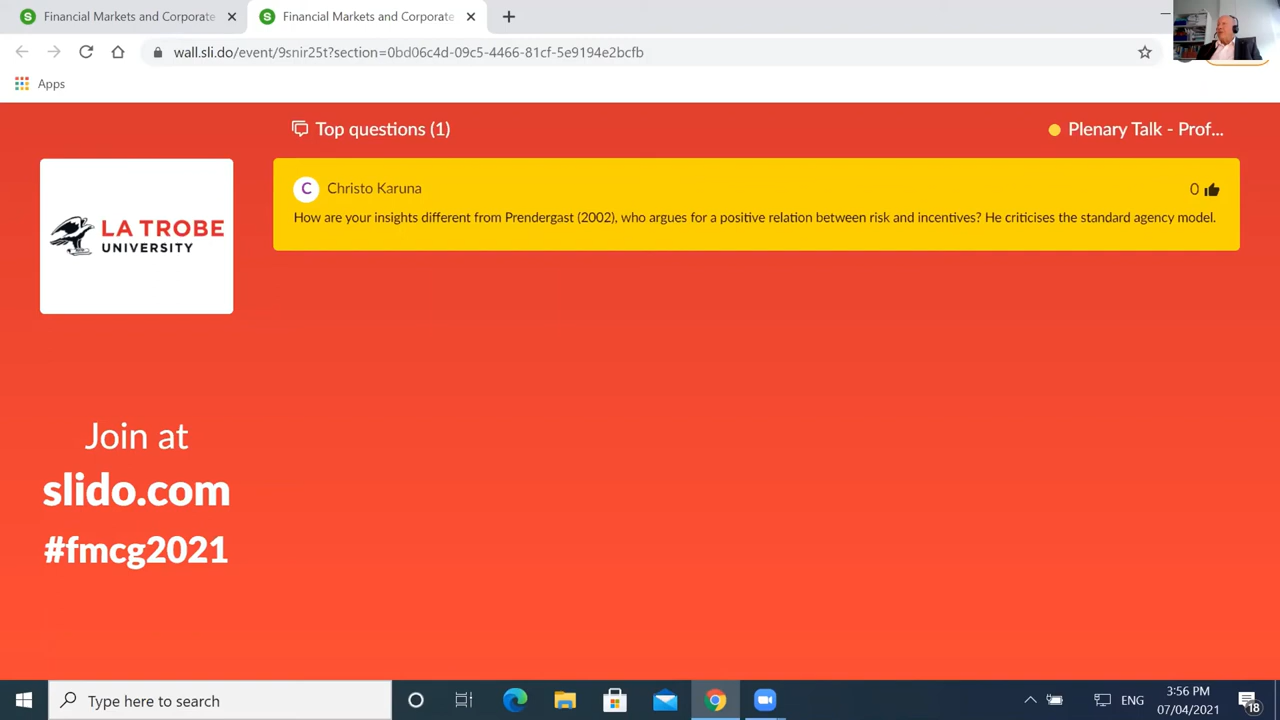 Financial Markets and Corporate
Financial Markets and Corporate
wall.sli.do/event/9snir25t?section=0bd06c4d-09c5-4466-81cf-5e9194e2bcfb
Apps
Top questions (1)
Plenary Talk - Prof...
LA TROBE
UNIVERSITY
C Christo Karuna
0
How are your insights different from Prendergast (2002), who argues for a positive relation between risk and incentives? He criticises the standard agency model.
Join at
slido.com
#fmcg2021
Type here to search
ENG
3:56 PM
07/04/2021
18